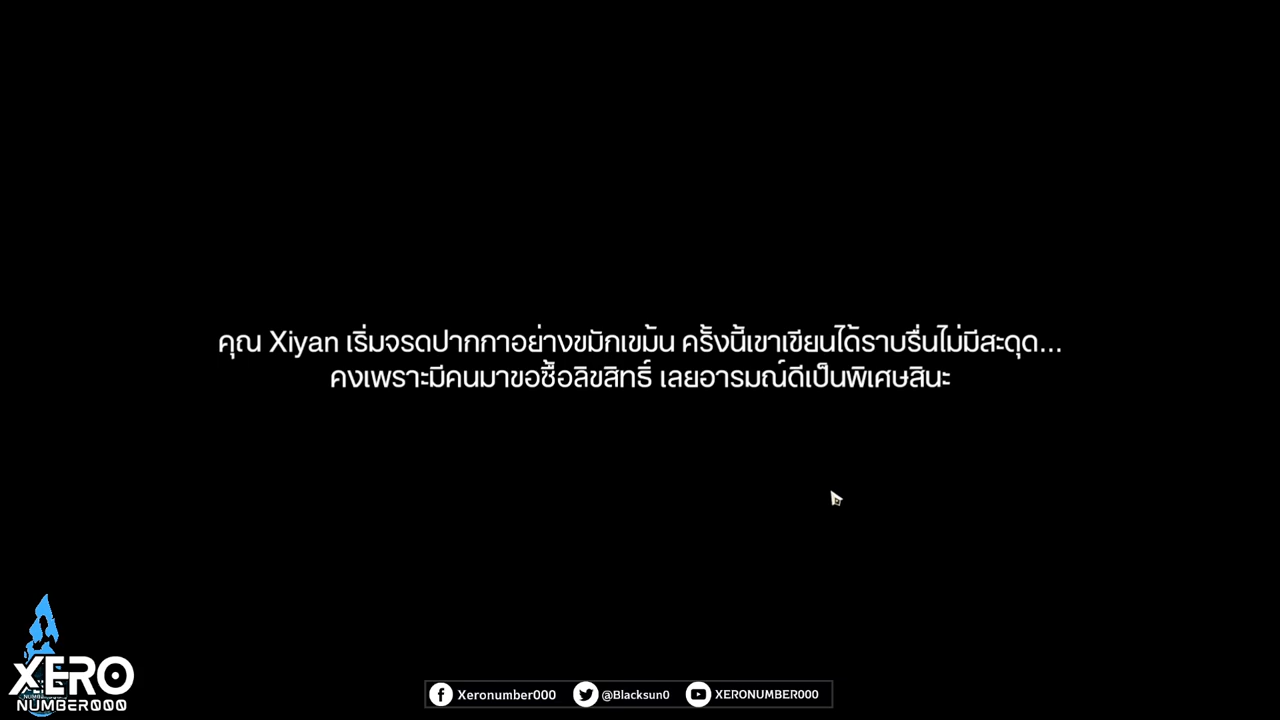 คุณ Xiyan เริ่มจรดปากกาอย่างขมักเขม้น ครั้งนี้เขาเขียนได้ราบรื่นไม่มีสะดุด...
คงเพราะมีคนมาขอซื้อลิขสิทธิ์ เลยอารมณ์ดีเป็นพิเศษสินะ
XERO
NUMBER000
Xeronumber000 @Blacksun0 XERONUMBER000